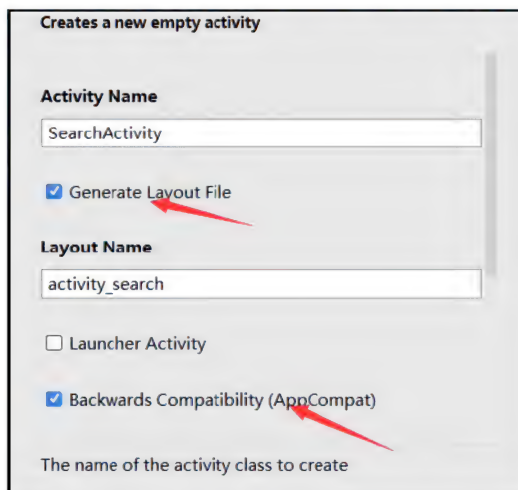 Creates a new empty activity
Activity Name
SearchActivity
Generate Layout File
Layout Name
activity_search
Launcher Activity
Backwards Compatibility (AppCompat)
The name of the activity class to create